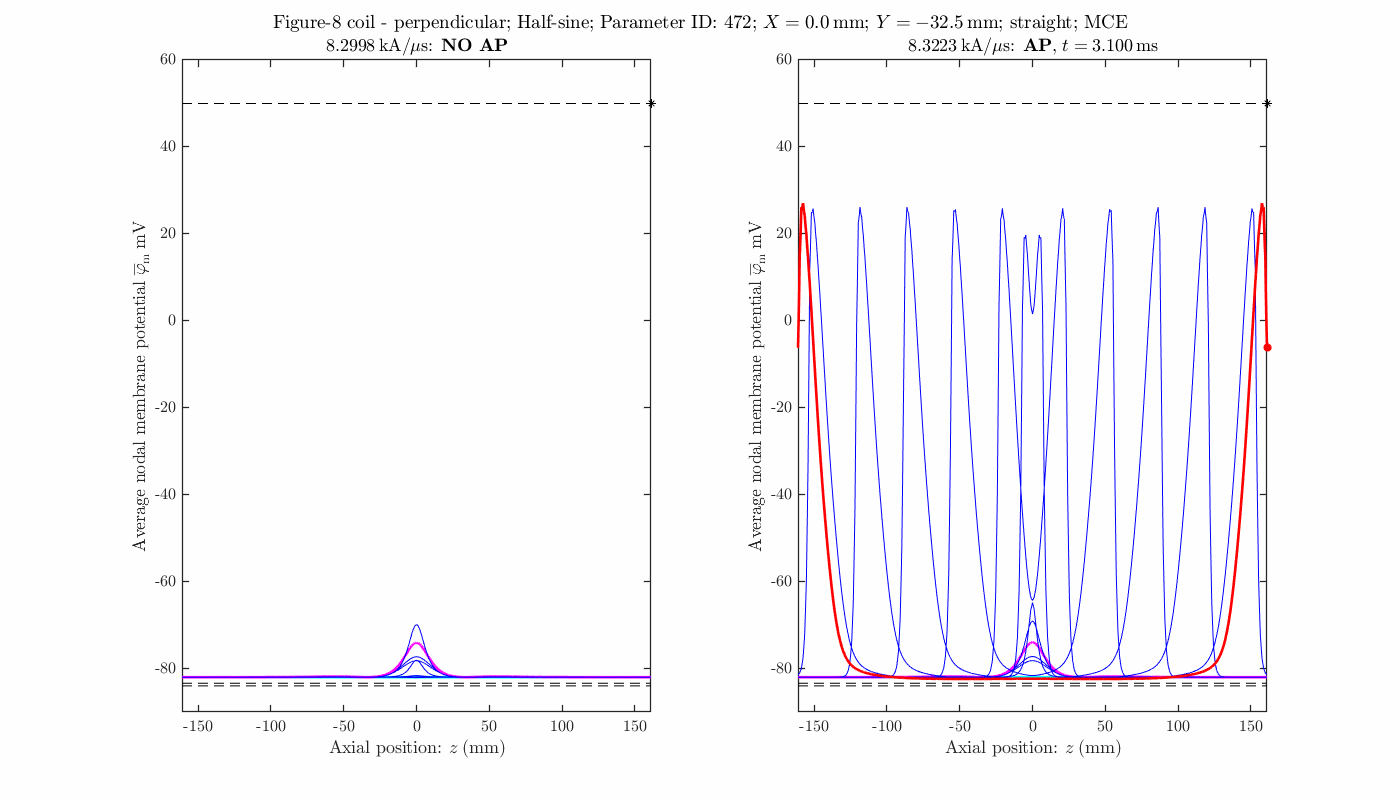 Figure-8 coil - perpendicular; Half-sine; Parameter ID: 472; X = 0.0 mm; Y = −32.5 mm; straight; MCE
8.2998 kA/μs: NO AP
60
40
20
0
-20
-40
-60
-80
-150 -100 -50 0 50 100 150
Axial position: z (mm)
Average nodal membrane potential φ̅m mV
8.3223 kA/μs: AP, t = 3.100 ms
60
40
20
0
-20
-40
-60
-80
-150 -100 -50 0 50 100 150
Axial position: z (mm)
Average nodal membrane potential φ̅m mV